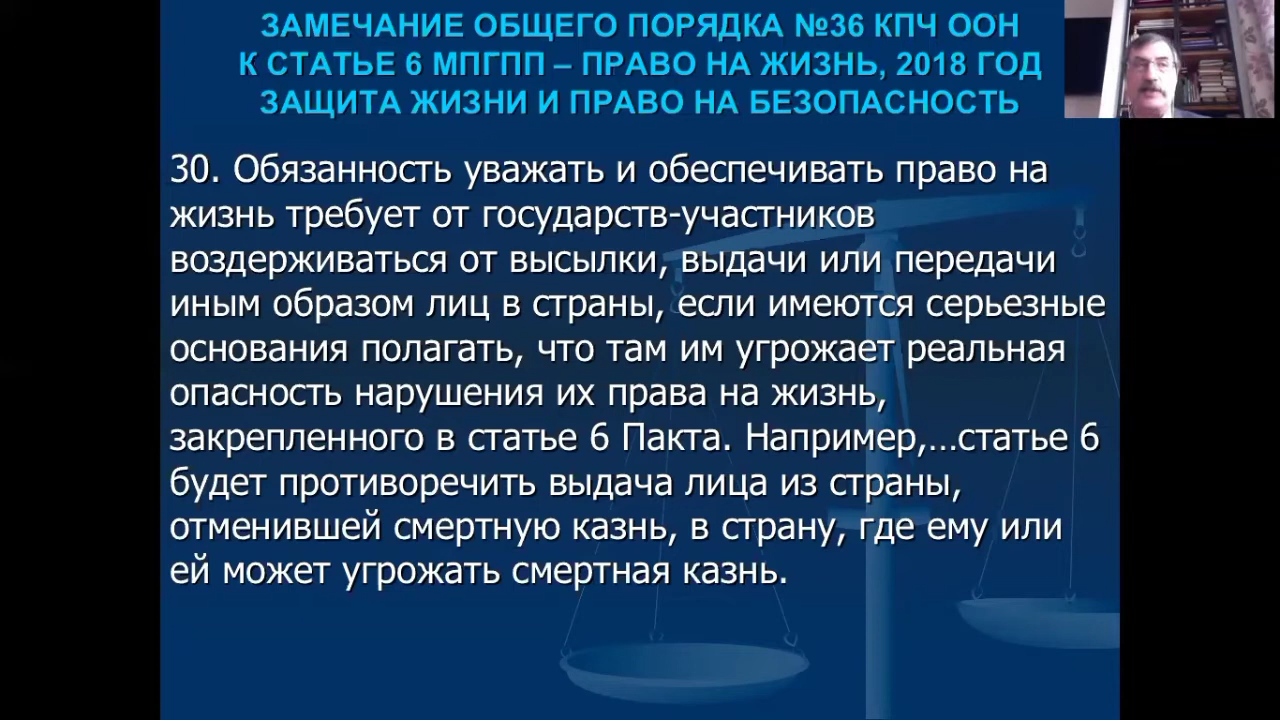 ЗАМЕЧАНИЕ ОБЩЕГО ПОРЯДКА №36 КПЧ ООН
К СТАТЬЕ 6 МПГПП – ПРАВО НА ЖИЗНЬ, 2018 ГОД
ЗАЩИТА ЖИЗНИ И ПРАВО НА БЕЗОПАСНОСТЬ
30. Обязанность уважать и обеспечивать право на
жизнь требует от государств-участников
воздерживаться от высылки, выдачи или передачи
иным образом лиц в страны, если имеются серьезные
основания полагать, что там им угрожает реальная
опасность нарушения их права на жизнь,
закрепленного в статье 6 Пакта. Например,…статье 6
будет противоречить выдача лица из страны,
отменившей смертную казнь, в страну, где ему или
ей может угрожать смертная казнь.